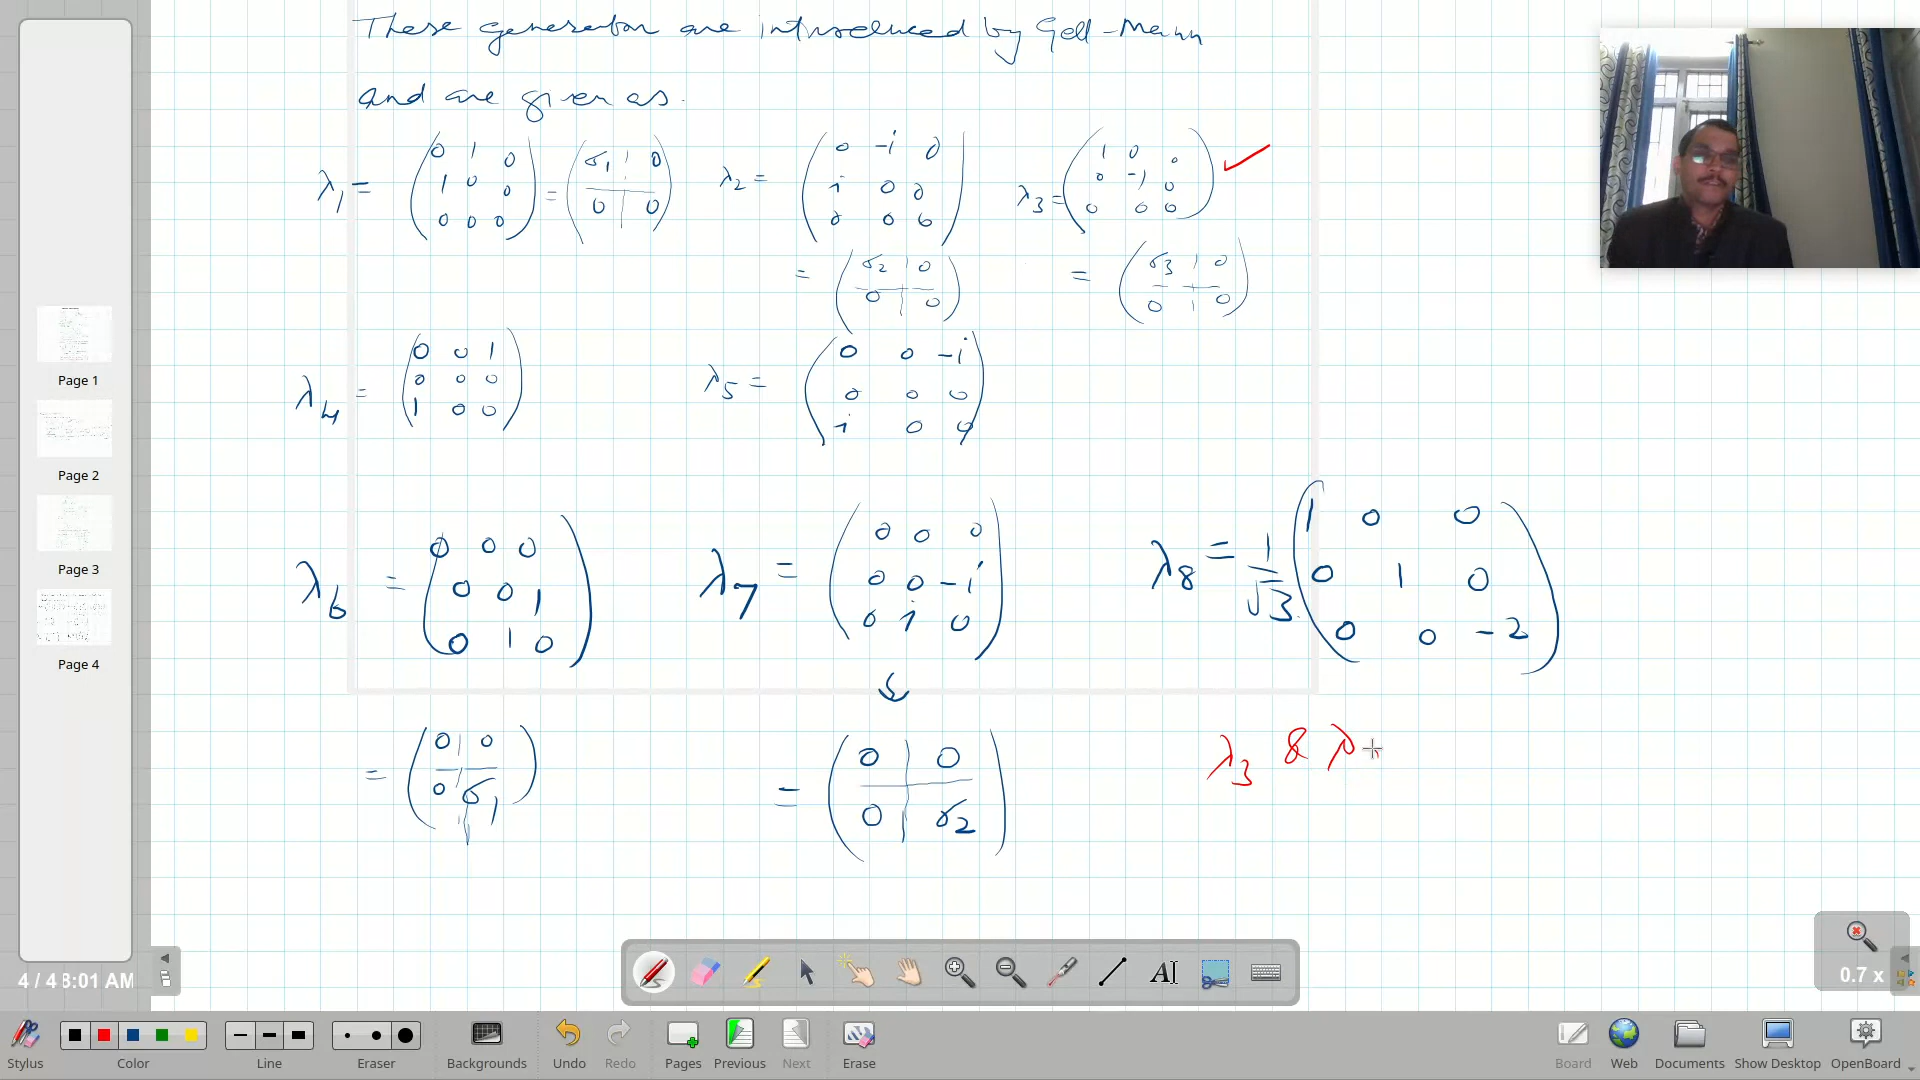 These generator are introduced by Gell-Mann
and are given as.
λ1 = (0 1 0 / 1 0 0 / 0 0 0) = (σ1 | 0 / 0 | 0)
λ2 = (0 -i 0 / i 0 0 / 0 0 0)
= (σ2 | 0 / 0 | 0)
λ3 = (1 0 0 / 0 -1 0 / 0 0 0) ✓
= (σ3 | 0 / 0 | 0)
λ4 = (0 0 1 / 0 0 0 / 1 0 0)
λ5 = (0 0 -i / 0 0 0 / i 0 0)
λ6 = (0 0 0 / 0 0 1 / 0 1 0)
λ7 = (0 0 0 / 0 0 -i / 0 i 0)
λ8 = 1/√3 (1 0 0 / 0 1 0 / 0 0 -2)
= (0 | 0 / 0 | σ1)
= (0 | 0 / 0 | σ2)
λ3 & λ
Page 1
Page 2
Page 3
Page 4
4 / 4 8:01 AM
0.7 x
Stylus
Color
Line
Eraser
Backgrounds
Undo
Redo
Pages
Previous
Next
Erase
Board
Web
Documents
Show Desktop
OpenBoard